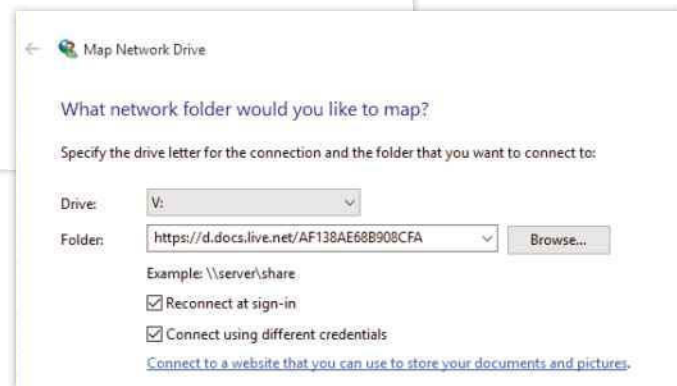 Map Network Drive
What network folder would you like to map?
Specify the drive letter for the connection and the folder that you want to connect to:
Drive: V:
Folder: https://d.docs.live.net/AF138AE68B908CFA Browse...
Example: \\server\share
Reconnect at sign-in
Connect using different credentials
Connect to a website that you can use to store your documents and pictures.